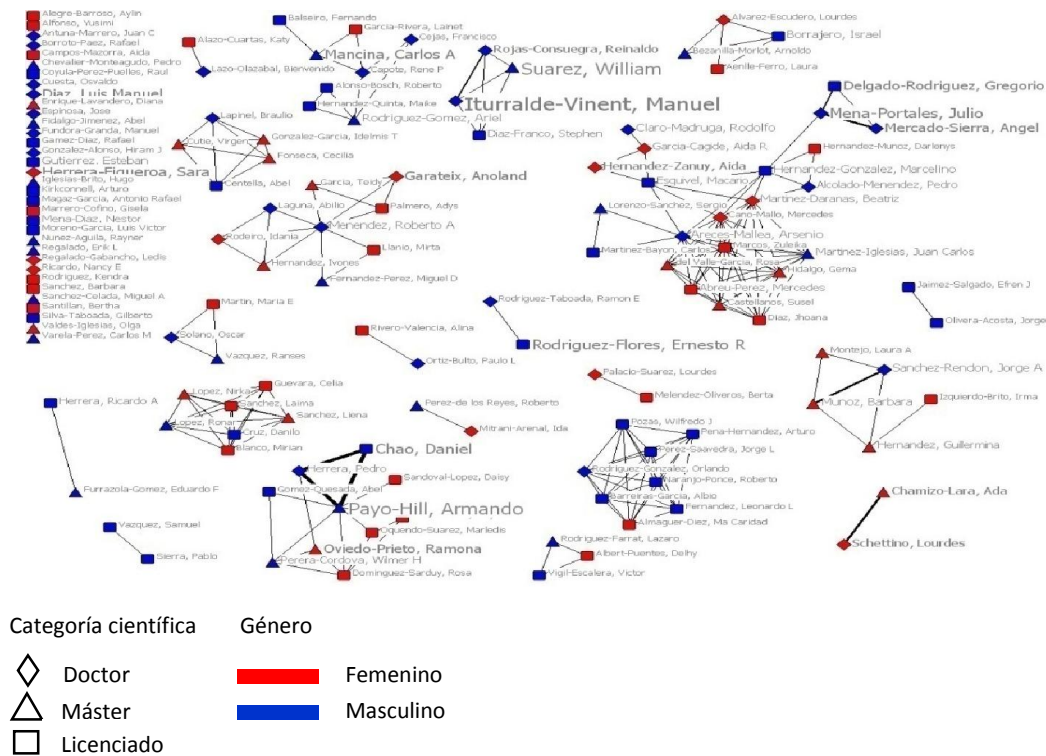 Alegre-Barroso, Aylin
Alfonso, Yusimi
Antuna-Marrero, Juan C
Borroto-Paez, Rafael
Campos-Mazorra, Aida
Chevalier-Monteagudo, Pedro
Coyula-Perez-Puelles, Raul
Cuesta, Osvaldo
Diaz, Luis Manuel
Enrique-Lavandero, Diana
Espinosa, Jose
Fidalgo-Jimenez, Abel
Fundora-Granda, Manuel
Gamez-Diaz, Rafael
Gonzalez-Alonso, Hiram J
Gutierrez, Esteban
Herrera-Figueroa, Sara
Iglesias-Brito, Hugo
Kirkconnell, Arturo
Magaz-Garcia, Antonio Rafael
Marrero-Cofino, Gisela
Mena-Diaz, Nestor
Moreno-Garcia, Luis Victor
Nunez-Aguila, Rayner
Regalado, Erik L
Regalado-Gabancho, Ledis
Ricardo, Nancy E
Rodriguez, Kendra
Sanchez, Barbara
Sanchez-Celada, Miguel A
Santillan, Bertha
Silva-Taboada, Gilberto
Valdes-Iglesias, Olga
Varela-Perez, Carlos M
Alazo-Cuartas, Katy
Lazo-Olazabal, Bienvenido
Balseiro, Fernando
Garcia-Rivera, Lainet
Cejas, Francisco
Mancina, Carlos A
Capote, Rene P
Alonso-Bosch, Roberto
Hernandez-Quinta, Maike
Rodriguez-Gomez, Ariel
Rojas-Consuegra, Reinaldo
Suarez, William
Iturralde-Vinent, Manuel
Diaz-Franco, Stephen
Alvarez-Escudero, Lourdes
Borrajero, Israel
Bezanilla-Morlot, Arnoldo
Aenlle-Ferro, Laura
Delgado-Rodriguez, Gregorio
Mena-Portales, Julio
Mercado-Sierra, Angel
Hernandez-Munoz, Darlenys
Hernandez-Gonzalez, Marcelino
Alcolado-Menendez, Pedro
Claro-Madruga, Rodolfo
Garcia-Cagide, Aida R
Hernandez-Zanuy, Aida
Esquivel, Macario
Martinez-Daranas, Beatriz
Lorenzo-Sanchez, Sergio
Cano-Mallo, Mercedes
Areces-Mallea, Arsenio
Martinez-Bayon, Carlos
Marcos, Zuleika
Martinez-Iglesias, Juan Carlos
del Valle-Garcia, Rosa
Hidalgo, Gema
Abreu-Perez, Mercedes
Castellanos, Susel
Diaz, Jhoana
Lapinel, Braulio
Cutie, Virgen
Gonzalez-Garcia, Idelmis T
Fonseca, Cecilia
Centella, Abel
Garcia, Teidy
Garateix, Anoland
Laguna, Abilio
Palmero, Adys
Menendez, Roberto A
Rodeiro, Idania
Llanio, Mirta
Hernandez, Ivones
Fernandez-Perez, Miguel D
Martin, Maria E
Solano, Oscar
Vazquez, Ranses
Rodriguez-Taboada, Ramon E
Rodriguez-Flores, Ernesto R
Rivero-Valencia, Alina
Ortiz-Bulto, Paulo L
Jaimez-Salgado, Efren J
Olivera-Acosta, Jorge
Montejo, Laura A
Sanchez-Rendon, Jorge A
Munoz, Barbara
Izquierdo-Brito, Irma
Hernandez, Guillermina
Palacio-Suarez, Lourdes
Melendez-Oliveros, Berta
Perez-de los Reyes, Roberto
Mitrani-Arenal, Ida
Herrera, Ricardo A
Furrazola-Gomez, Eduardo F
Lopez, Nirka
Guevara, Celia
Sanchez, Laima
Lopez, Ronar
Sanchez, Liena
Cruz, Danilo
Blanco, Mirian
Chao, Daniel
Herrera, Pedro
Gomez-Quesada, Abel
Sandoval-Lopez, Daisy
Payo-Hill, Armando
Oquendo-Suarez, Marledis
Oviedo-Prieto, Ramona
Perera-Cordova, Wilmer H
Dominguez-Sarduy, Rosa
Vazquez, Samuel
Sierra, Pablo
Pozas, Wilfredo J
Pena-Hernandez, Arturo
Perez-Saavedra, Jorge L
Rodriguez-Gonzalez, Orlando
Naranjo-Ponce, Roberto
Barreiras-Garcia, Albio
Fernandez, Leonardo L
Almaguer-Diez, Ma Caridad
Rodriguez-Farrat, Lazaro
Albert-Puentes, Delhy
Vigil-Escalera, Victor
Chamizo-Lara, Ada
Schettino, Lourdes
Categoría científica Género
Doctor Femenino
Máster Masculino
Licenciado